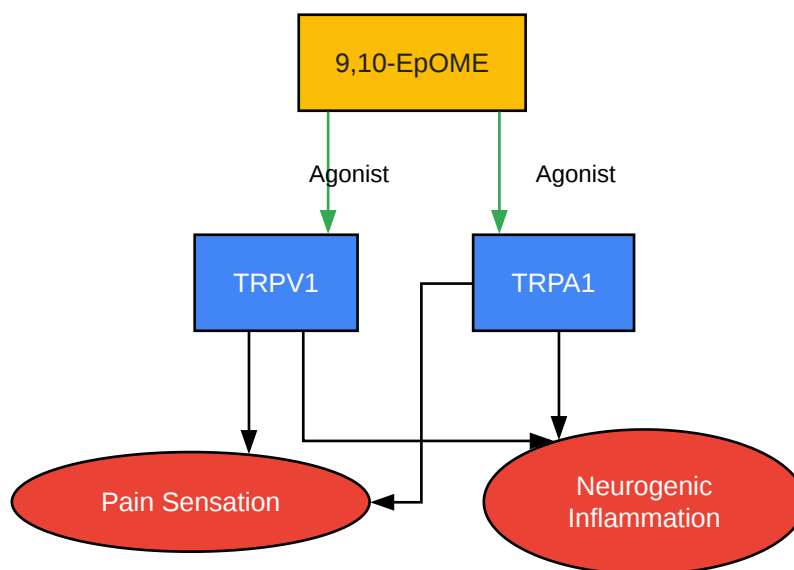 9,10-EpOME
Agonist
Agonist
TRPV1
TRPA1
Pain Sensation
Neurogenic
Inflammation